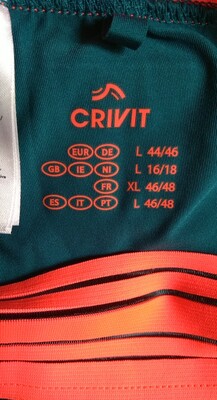 CRIVIT
EUR DE L 44/46
GB IE NI L 16/18
FR XL 46/48
ES IT PT L 46/48